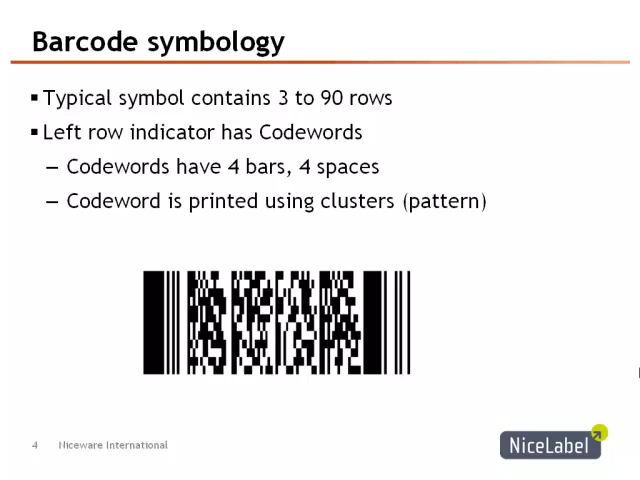 Barcode symbology
▪ Typical symbol contains 3 to 90 rows
▪ Left row indicator has Codewords
– Codewords have 4 bars, 4 spaces
– Codeword is printed using clusters (pattern)
4 Niceware International
NiceLabel